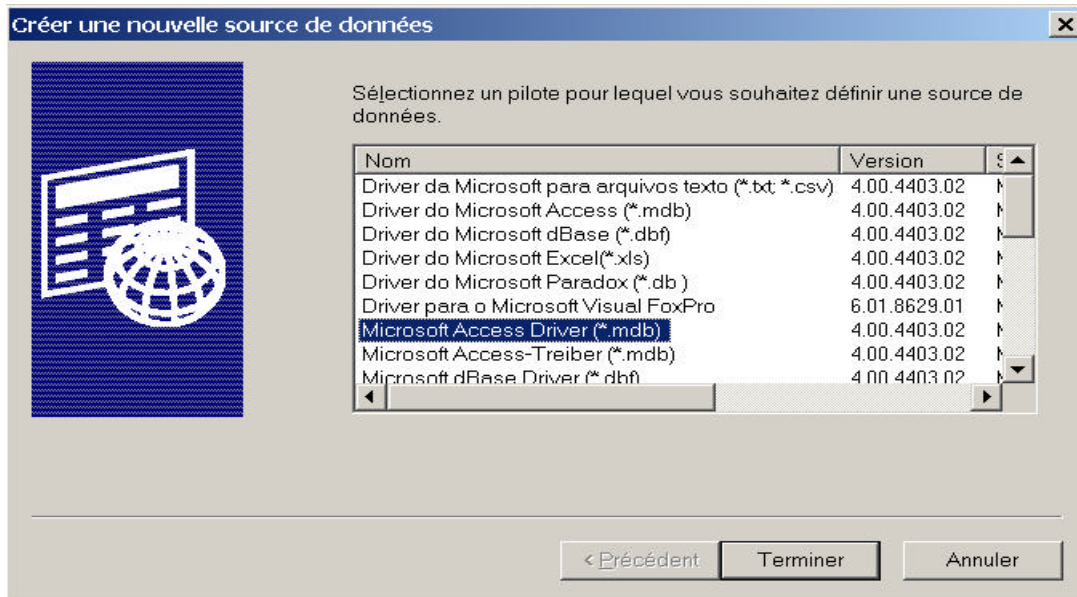 Créer une nouvelle source de données
Sélectionnez un pilote pour lequel vous souhaitez définir une source de
données.
Nom Version
Driver da Microsoft para arquivos texto (*.txt; *.csv) 4.00.4403.02
Driver do Microsoft Access (*.mdb) 4.00.4403.02
Driver do Microsoft dBase (*.dbf) 4.00.4403.02
Driver do Microsoft Excel(*.xls) 4.00.4403.02
Driver do Microsoft Paradox (*.db ) 4.00.4403.02
Driver para o Microsoft Visual FoxPro 6.01.8629.01
Microsoft Access Driver (*.mdb) 4.00.4403.02
Microsoft Access-Treiber (*.mdb) 4.00.4403.02
Microsoft dBase Driver (*.dbf) 4.00.4403.02
< Précédent Terminer Annuler